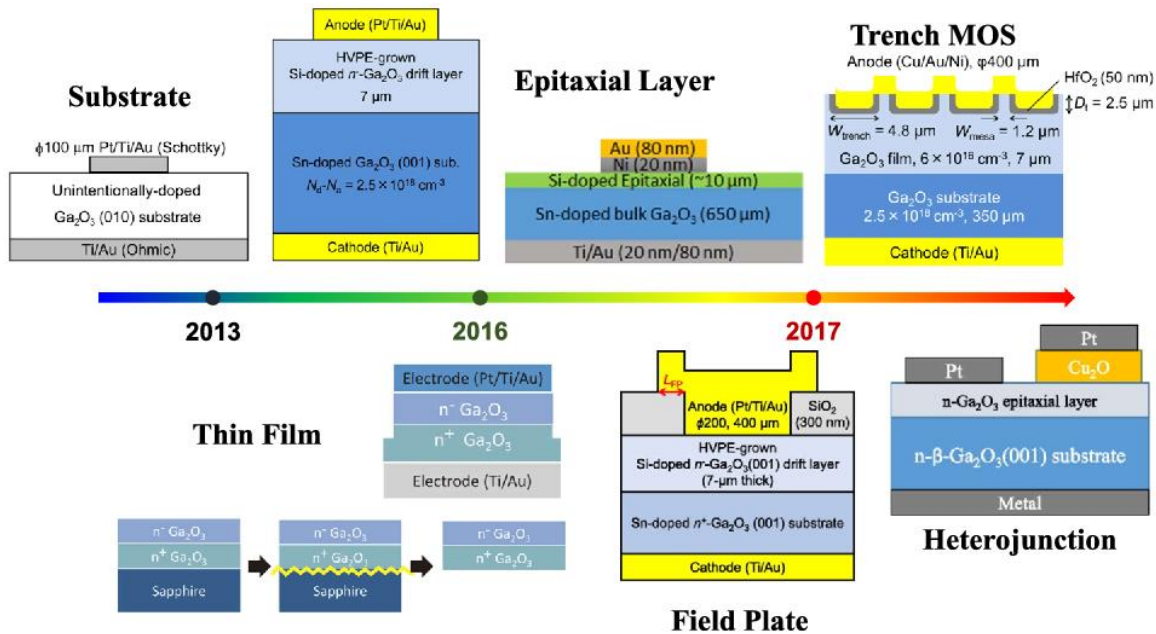 Substrate
ϕ100 μm Pt/Ti/Au (Schottky)
Unintentionally-doped
Ga₂O₃ (010) substrate
Ti/Au (Ohmic)
Anode (Pt/Ti/Au)
HVPE-grown
Si-doped n⁻-Ga₂O₃ drift layer
7 μm
Sn-doped Ga₂O₃ (001) sub.
Nd-Na = 2.5 × 10¹⁸ cm⁻³
Cathode (Ti/Au)
Epitaxial Layer
Au (80 nm)
Ni (20 nm)
Si-doped Epitaxial (~10 μm)
Sn-doped bulk Ga₂O₃ (650 μm)
Ti/Au (20 nm/80 nm)
Trench MOS
Anode (Cu/Au/Ni), φ400 μm
HfO₂ (50 nm)
Dt = 2.5 μm
Wtrench = 4.8 μm
Wmesa = 1.2 μm
Ga₂O₃ film, 6 × 10¹⁶ cm⁻³, 7 μm
Ga₂O₃ substrate
2.5 × 10¹⁸ cm⁻³, 350 μm
Cathode (Ti/Au)
2013
2016
2017
Thin Film
Electrode (Pt/Ti/Au)
n⁻ Ga₂O₃
n⁺ Ga₂O₃
Electrode (Ti/Au)
n⁻ Ga₂O₃
n⁺ Ga₂O₃
Sapphire
n⁻ Ga₂O₃
n⁺ Ga₂O₃
Sapphire
n⁻ Ga₂O₃
n⁺ Ga₂O₃
LFP
Anode (Pt/Ti/Au)
ϕ200, 400 μm
SiO₂
(300 nm)
HVPE-grown
Si-doped n⁻-Ga₂O₃(001) drift layer
(7-μm thick)
Sn-doped n⁺-Ga₂O₃ (001) substrate
Cathode (Ti/Au)
Field Plate
Pt
Pt
Cu₂O
n-Ga₂O₃ epitaxial layer
n-β-Ga₂O₃(001) substrate
Metal
Heterojunction